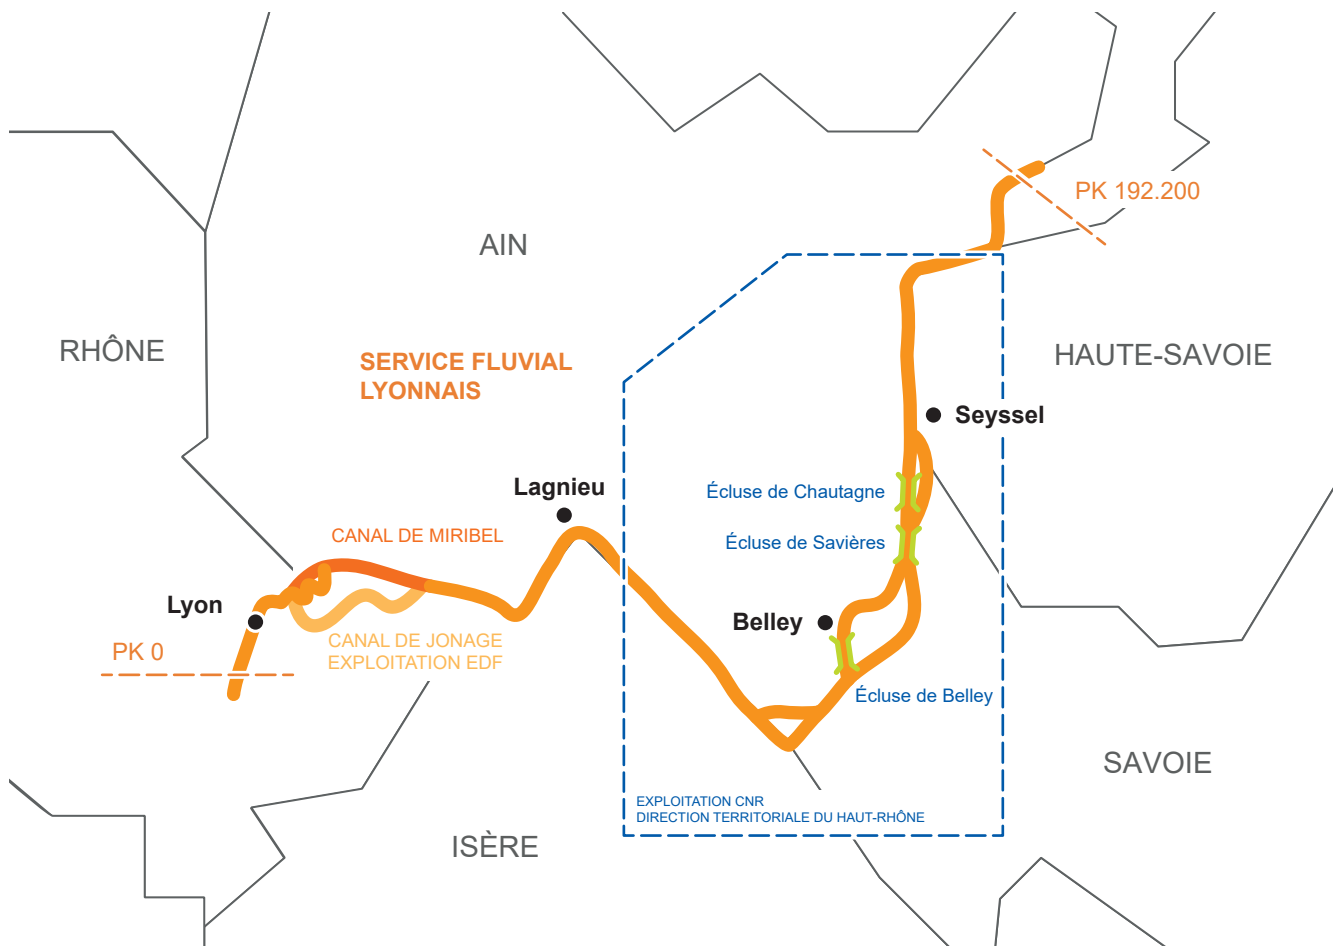 PK 192.200
AIN
RHÔNE
HAUTE-SAVOIE
SERVICE FLUVIAL
LYONNAIS
Seyssel
Lagnieu
Écluse de Chautagne
CANAL DE MIRIBEL
Écluse de Savières
Lyon
Belley
CANAL DE JONAGE
EXPLOITATION EDF
PK 0
Écluse de Belley
SAVOIE
EXPLOITATION CNR
DIRECTION TERRITORIALE DU HAUT-RHÔNE
ISÈRE